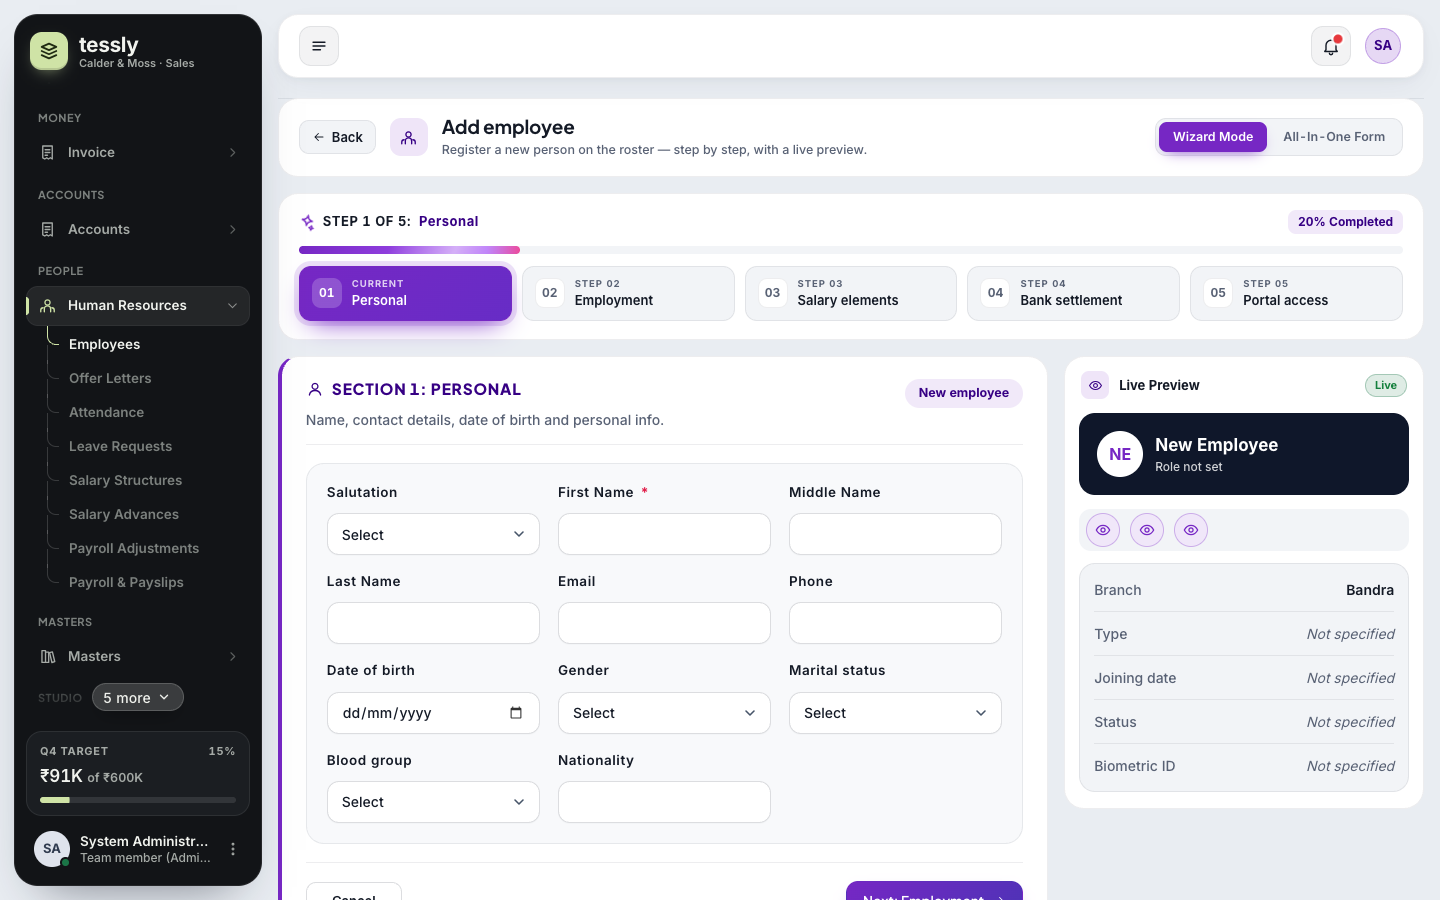 tessly
Calder & Moss · Sales
MONEY
Invoice
ACCOUNTS
Accounts
PEOPLE
Human Resources
Employees
Offer Letters
Attendance
Leave Requests
Salary Structures
Salary Advances
Payroll Adjustments
Payroll & Payslips
MASTERS
Masters
STUDIO
5 more
Q4 TARGET 15%
₹91K of ₹600K
SA
System Administr...
Team member (Admi...
SA
← Back
Add employee
Register a new person on the roster — step by step, with a live preview.
Wizard Mode
All-In-One Form
STEP 1 OF 5: Personal
20% Completed
01
CURRENT
Personal
02
STEP 02
Employment
03
STEP 03
Salary elements
04
STEP 04
Bank settlement
05
STEP 05
Portal access
SECTION 1: PERSONAL
New employee
Name, contact details, date of birth and personal info.
Salutation
First Name *
Middle Name
Select
Last Name
Email
Phone
Date of birth
Gender
Marital status
dd/mm/yyyy
Select
Select
Blood group
Nationality
Select
Cancel
Next: Employment →
Live Preview
Live
NE
New Employee
Role not set
Branch Bandra
Type Not specified
Joining date Not specified
Status Not specified
Biometric ID Not specified